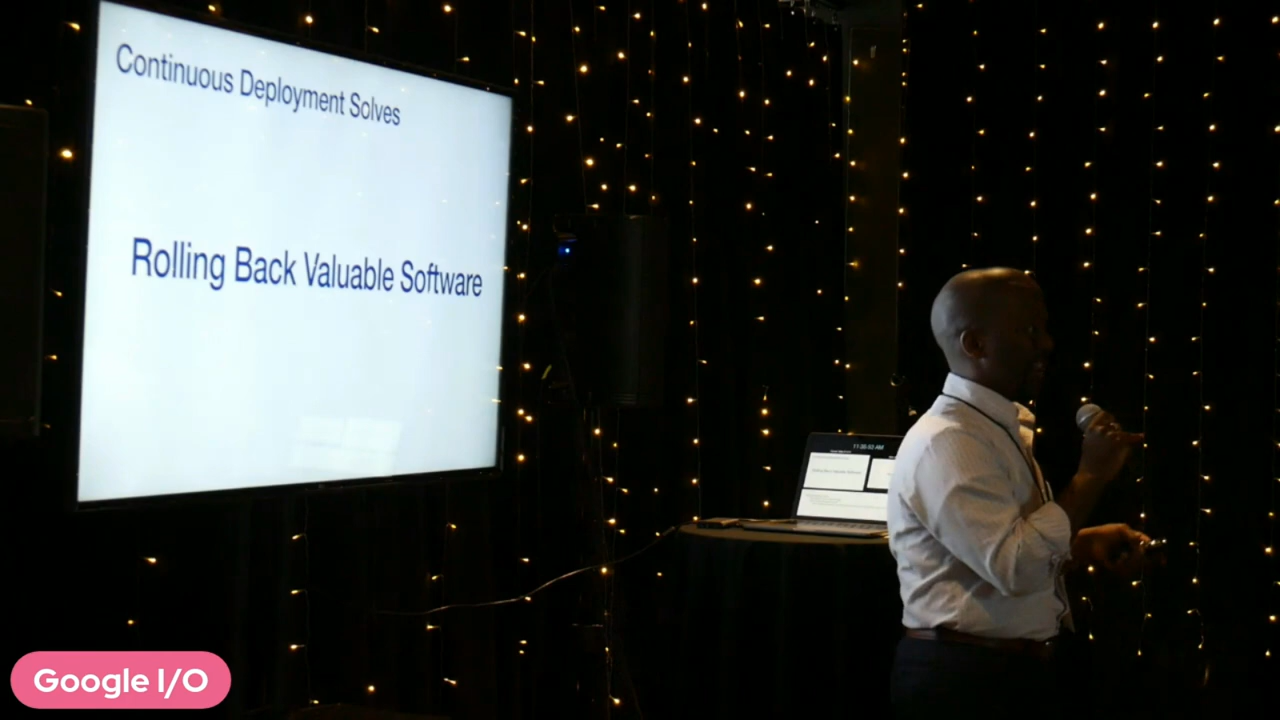 Continuous Deployment Solves
Rolling Back Valuable Software
Google I/O